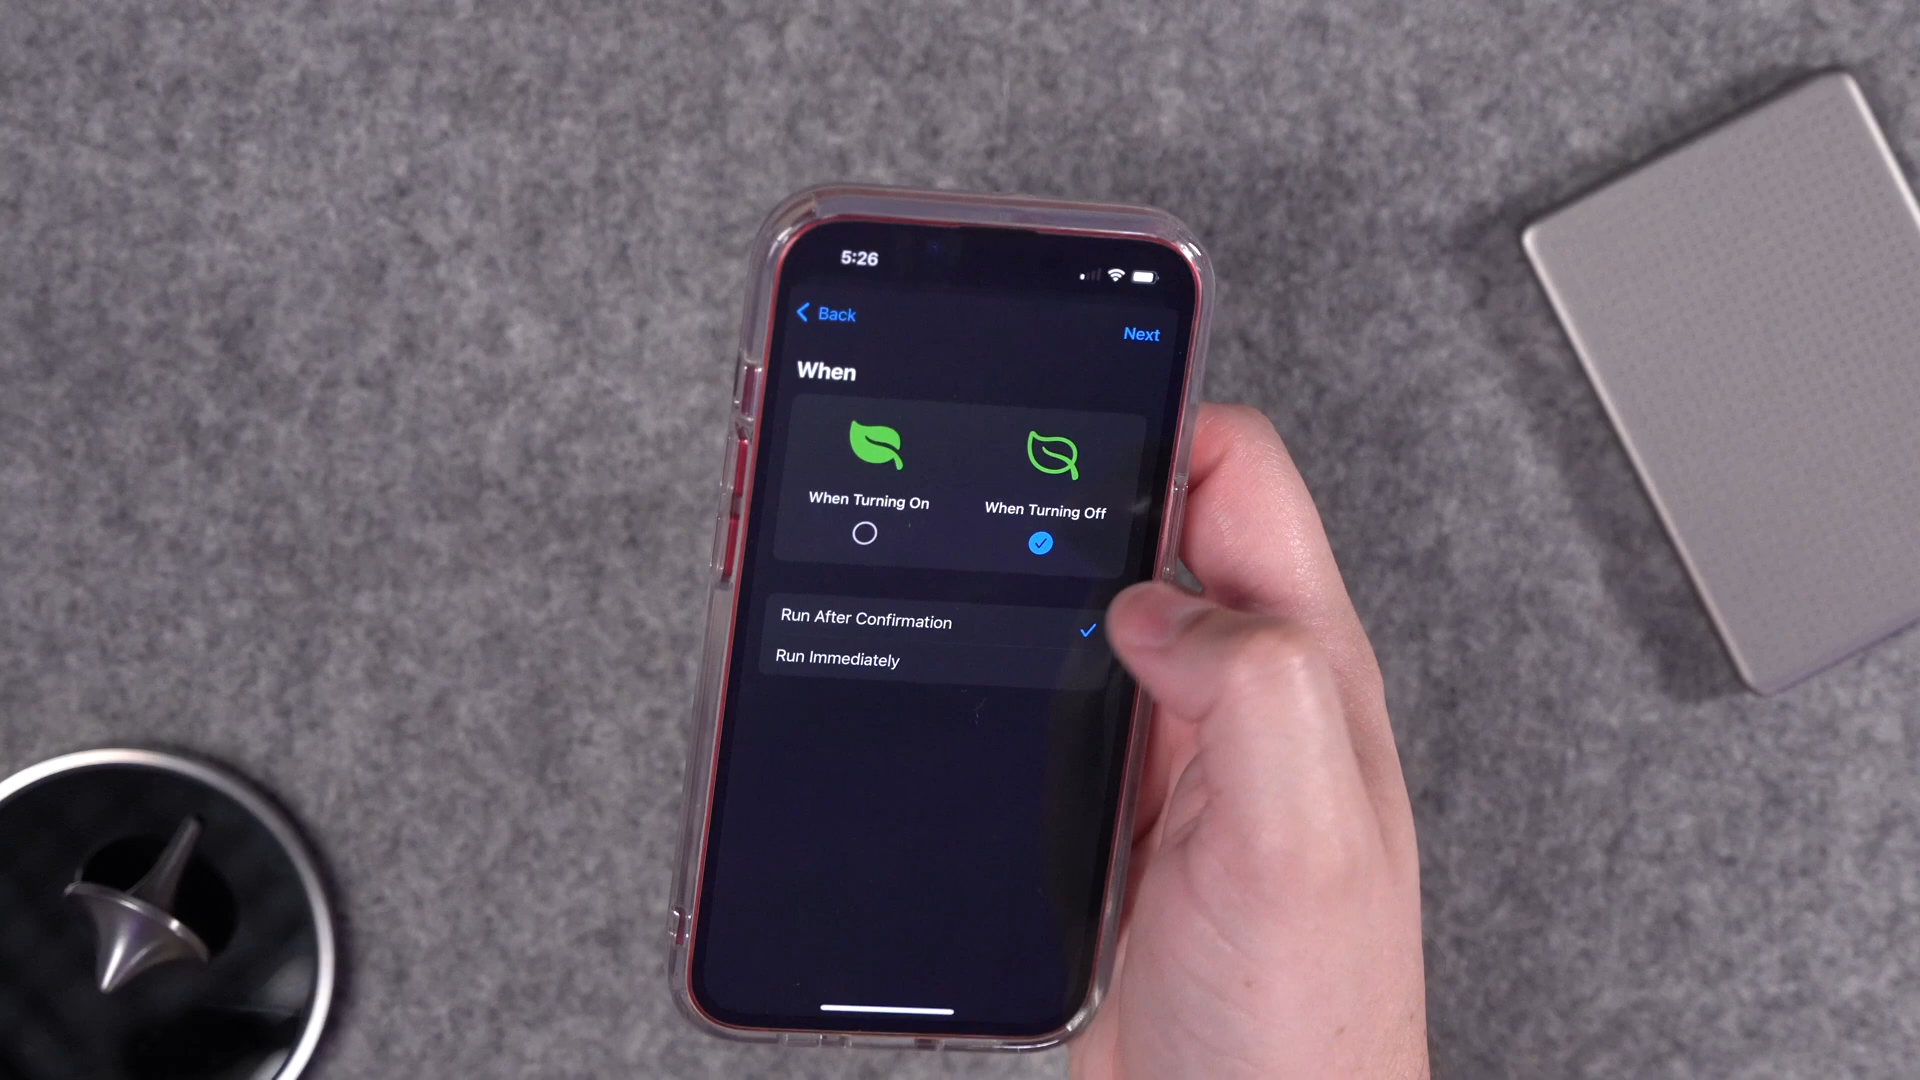 5:26
Back
Next
When
When Turning On
When Turning Off
Run After Confirmation
Run Immediately